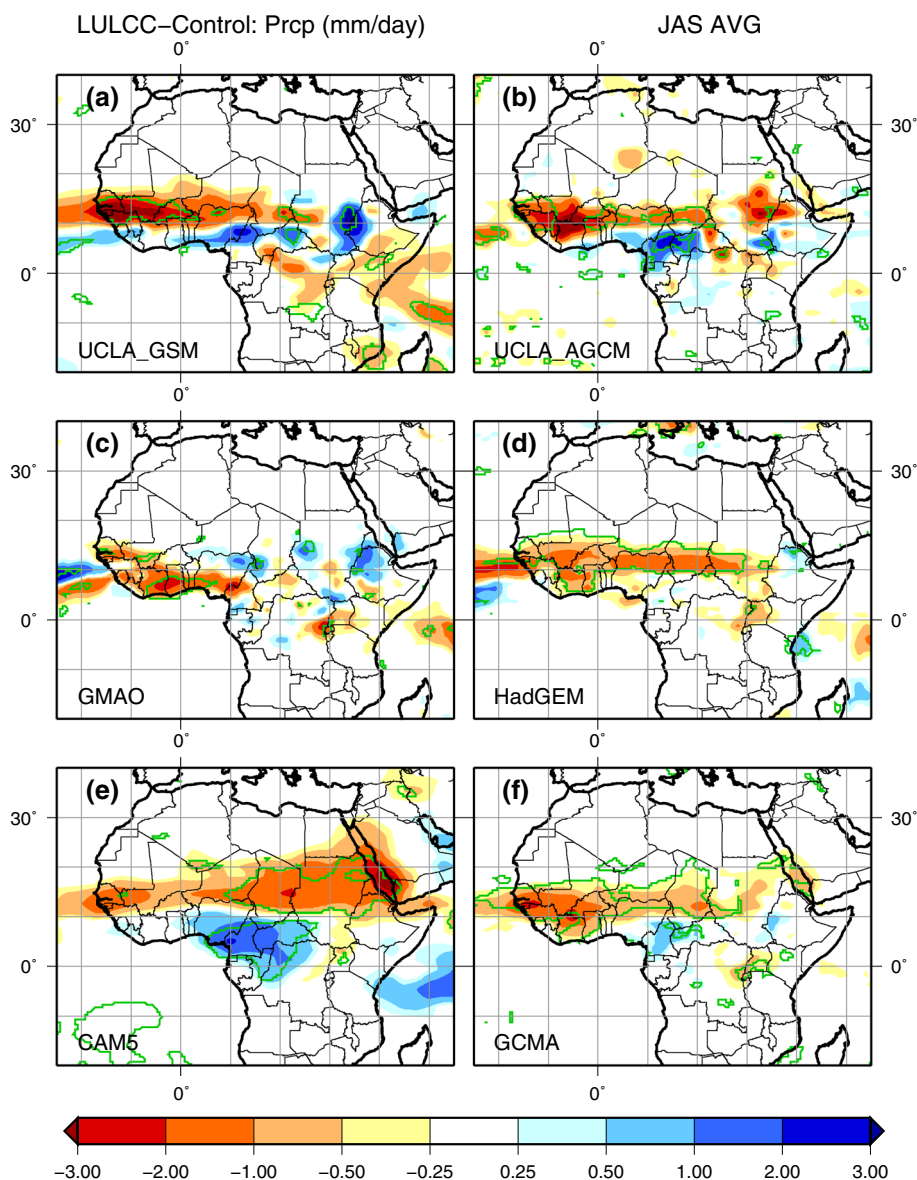 LULCC−Control: Prcp (mm/day) JAS AVG
0° 0°
(a) (b)
30° 30°
0° 0°
UCLA_GSM UCLA_AGCM
0° 0°
(c) (d)
30° 30°
0° 0°
GMAO HadGEM
0° 0°
(e) (f)
30° 30°
0° 0°
CAM5 GCMA
0° 0°
−3.00 −2.00 −1.00 −0.50 −0.25 0.25 0.50 1.00 2.00 3.00